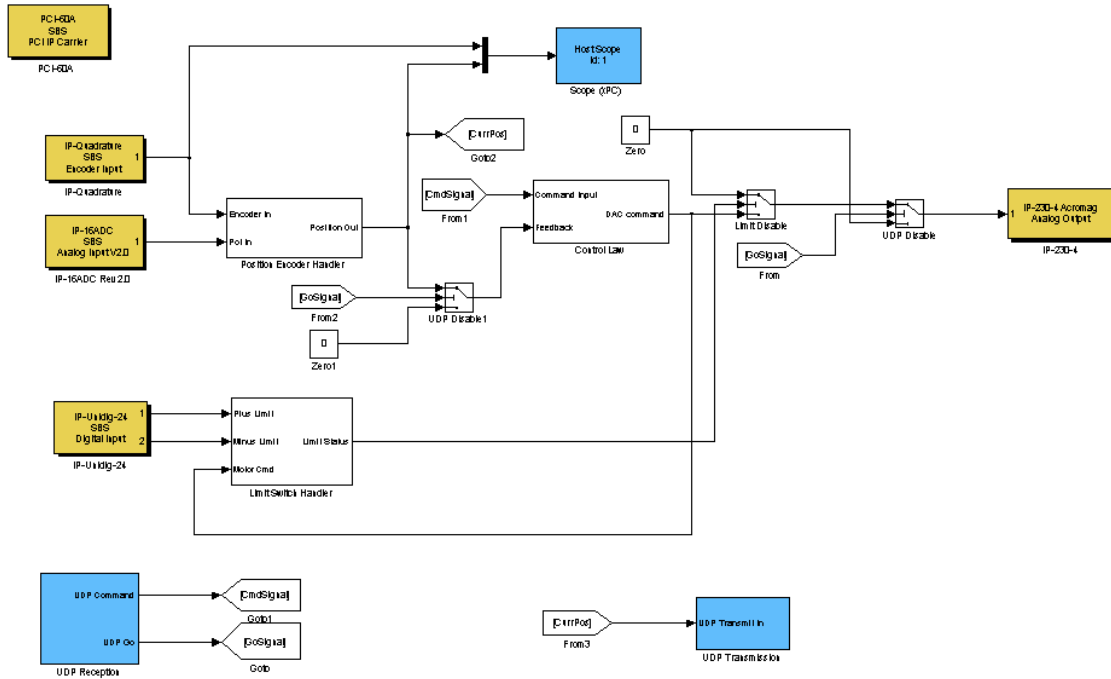 PCI-60A
SBS
PCI IP Carrier
PCI-60A
Host Scope
Id: 1
Scope (xPC)
[CurrPos]
Goto2
0
Zero
IP-Quadrature
SBS
Encoder Input
1
IP-Quadrature
[CmdSignal]
From1
Command Input
DAC command
Feedback
Control Law
Limit Disable
UDP Disable
1
IP-230-4 Acromag
Analog Output
IP-230-4
Encoder In
Position Out
Pot In
Position Encoder Handler
IP-16ADC
SBS
Analog Input V2.0
1
IP-16ADC Rev 2.0
[GoSignal]
From
[GoSignal]
From2
UDP Disable1
0
Zero1
IP-Unidig-24
SBS
Digital Input
1
2
IP-Unidig-24
Plus Limit
Minus Limit
Limit Status
Motor Cmd
Limit Switch Handler
UDP Command
UDP Go
UDP Reception
[CmdSignal]
Goto1
[GoSignal]
Goto
[CurrPos]
From3
UDP Transmit In
UDP Transmission